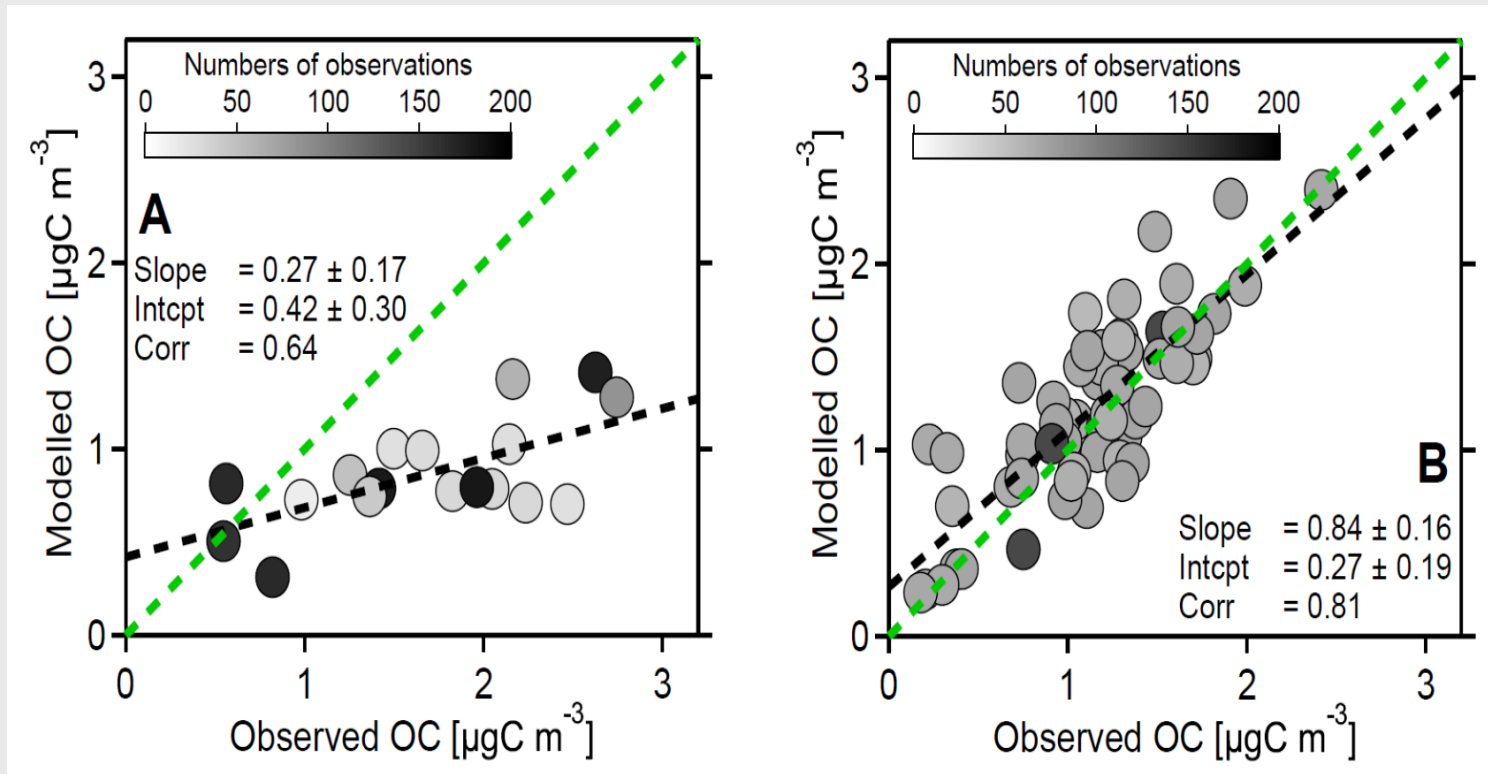 Numbers of observations
0 50 100 150 200
3
2
1
0
Modelled OC [µgC m⁻³]
A
Slope = 0.27 ± 0.17
Intcpt = 0.42 ± 0.30
Corr = 0.64
0 1 2 3
Observed OC [µgC m⁻³]
Numbers of observations
0 50 100 150 200
3
2
1
0
Modelled OC [µgC m⁻³]
B
Slope = 0.84 ± 0.16
Intcpt = 0.27 ± 0.19
Corr = 0.81
0 1 2 3
Observed OC [µgC m⁻³]